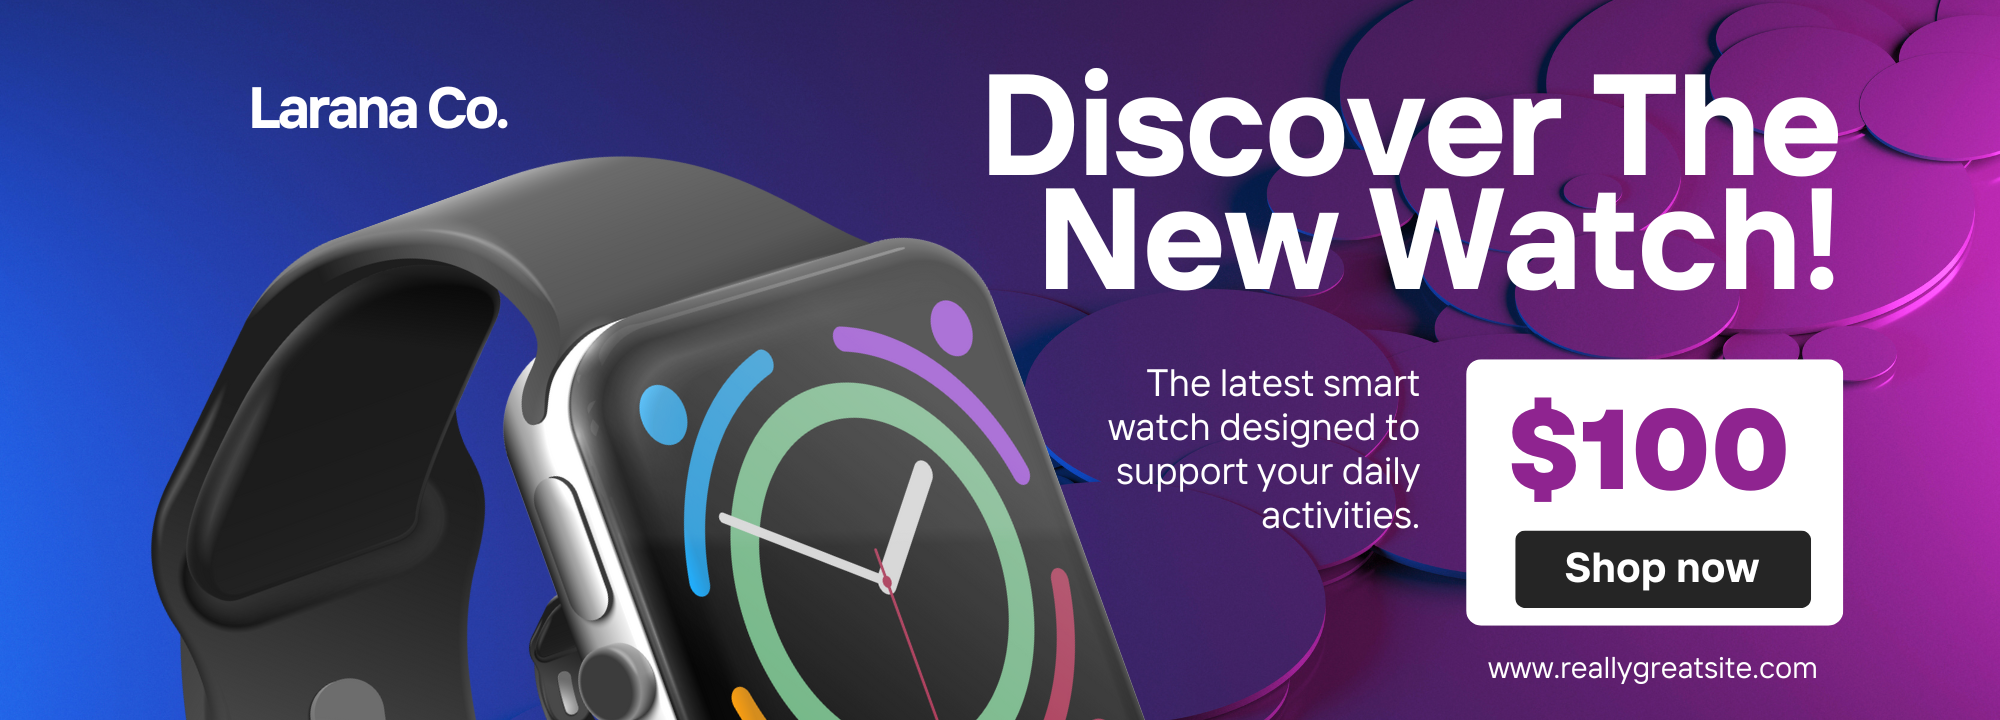 Larana Co.
Discover The
New Watch!
The latest smart
watch designed to
support your daily
activities.
$100
Shop now
www.reallygreatsite.com